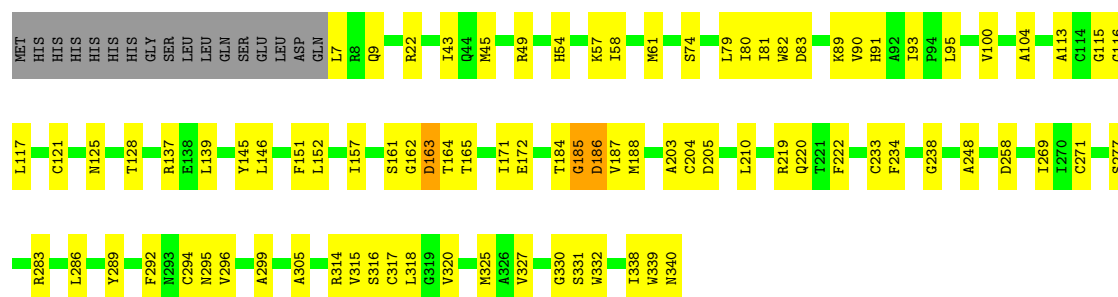 MET HIS HIS HIS HIS HIS HIS GLY SER LEU LEU GLN SER GLU LEU ASP GLN L7 R8 Q9 R22 I43 Q44 M45 R49 H54 K57 I58 M61 S74 L79 I80 I81 W82 D83 K89 V90 H91 A92 I93 P94 L95 V100 A104 A113 C114 G115 G116
L117 C121 N125 T128 R137 E138 L139 Y145 L146 F151 L152 I157 S161 G162 D163 T164 T165 I171 E172 T184 G185 D186 V187 M188 A203 C204 D205 L210 R219 Q220 T221 F222 C233 F234 G238 A248 D258 I269 I270 C271 S277
R283 L286 Y289 F292 N293 C294 N295 V296 A299 A305 R314 V315 S316 C317 L318 G319 V320 M325 A326 V327 G330 S331 W332 I338 W339 N340